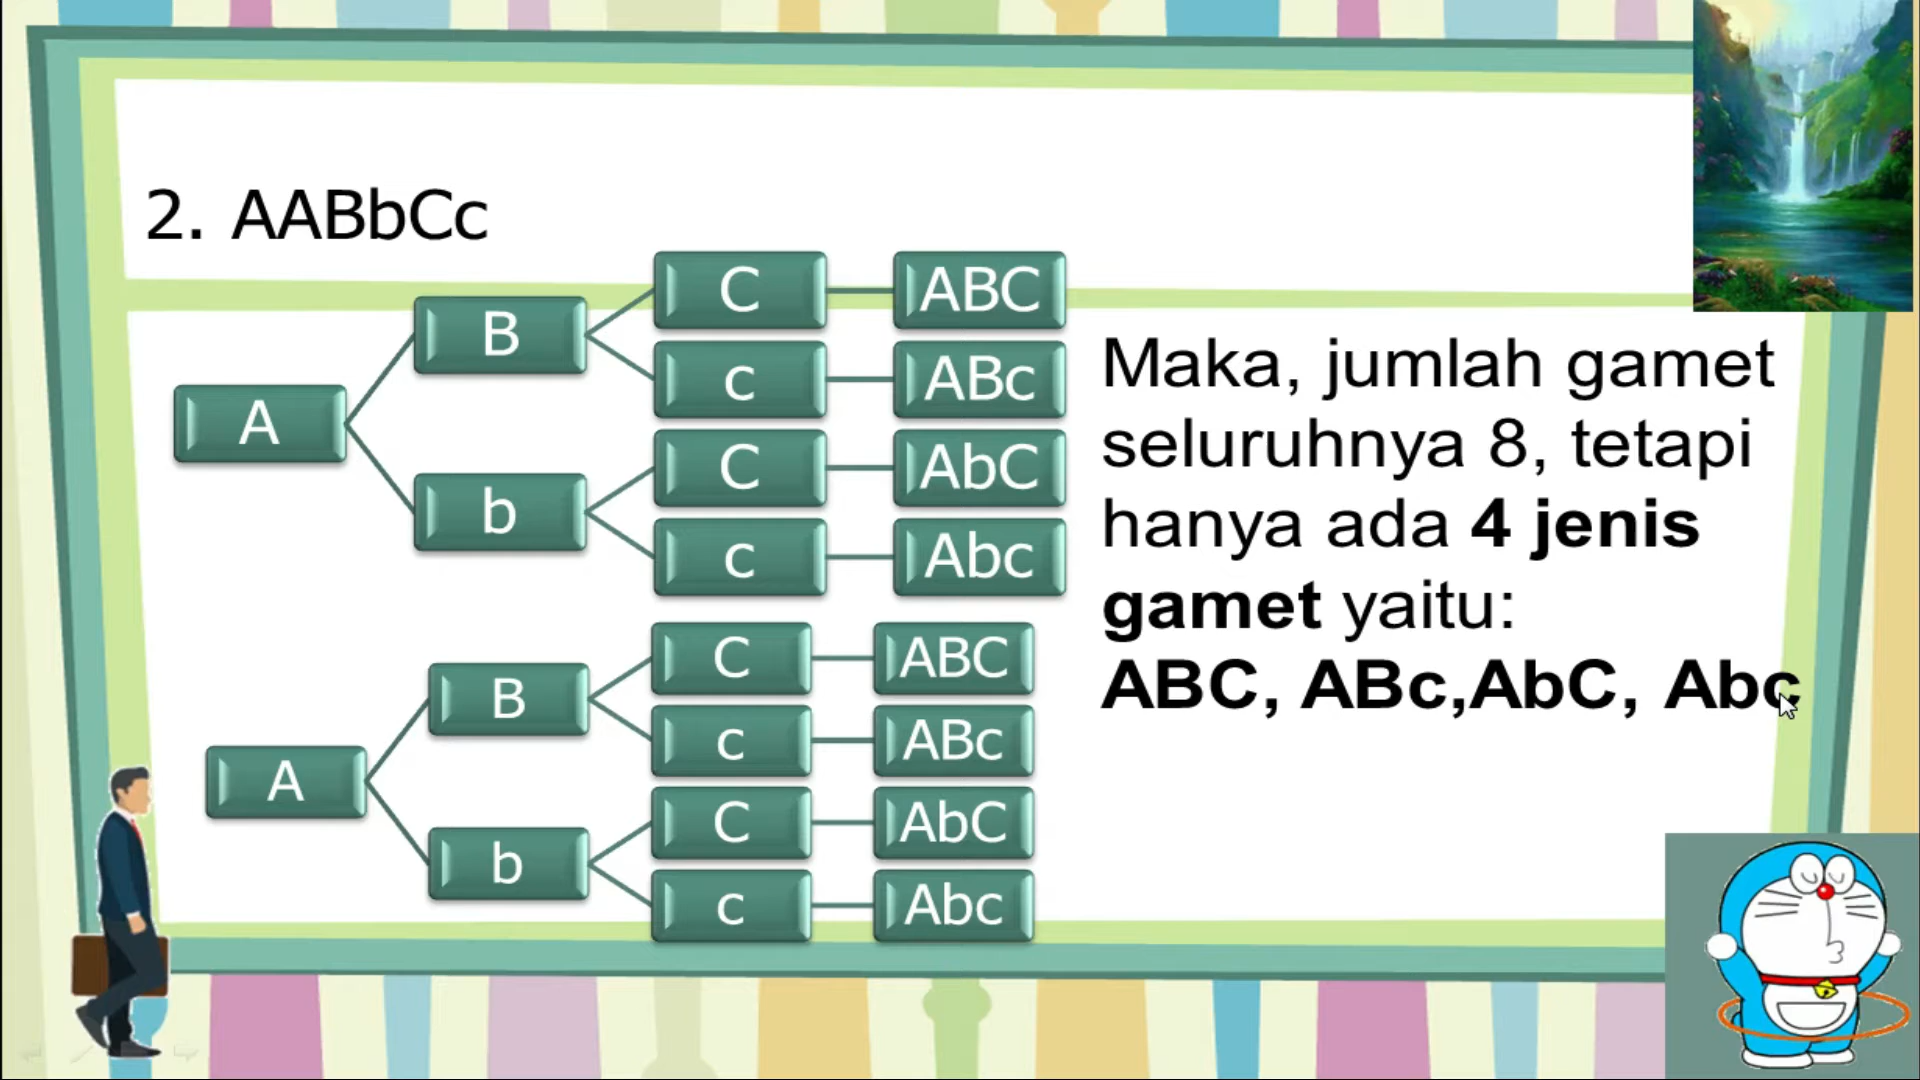 2. AABbCc
C
ABC
B
c
ABc
A
C
AbC
b
c
Abc
C
ABC
B
c
ABc
A
C
AbC
b
c
Abc
Maka, jumlah gamet
seluruhnya 8, tetapi
hanya ada 4 jenis
gamet yaitu:
ABC, ABc,AbC, Abc